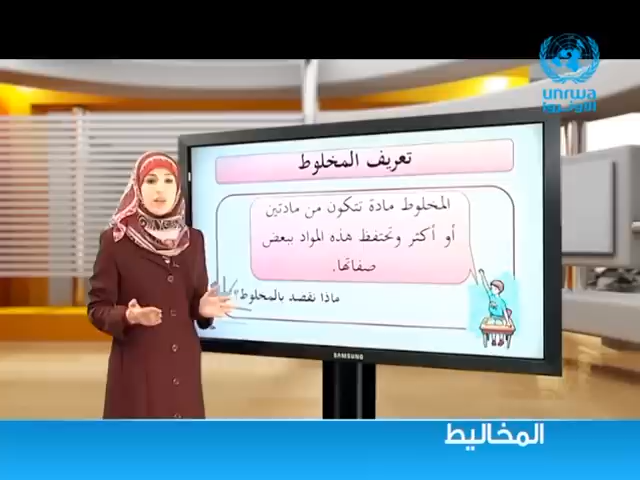 unrwa
الأونروا
تعريف المخلوط
المخلوط مادة تتكون من مادتين
أو أكثر وتحتفظ هذه المواد ببعض
صفاتها.
ماذا نقصد بالمخلوط؟
SAMSUNG
المخاليط